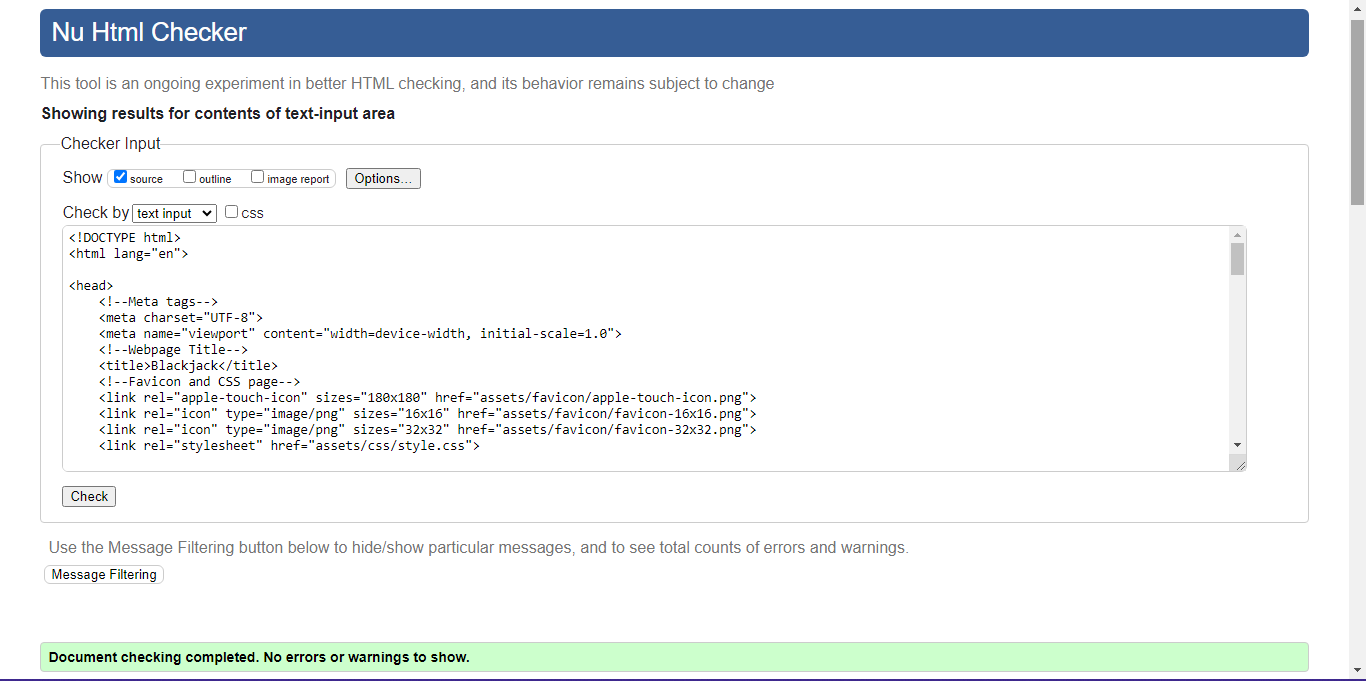 Nu Html Checker
This tool is an ongoing experiment in better HTML checking, and its behavior remains subject to change
Showing results for contents of text-input area
Checker Input
Show source outline image report Options...
Check by text input css
<!DOCTYPE html>
<html lang="en">
<head>
<!--Meta tags-->
<meta charset="UTF-8">
<meta name="viewport" content="width=device-width, initial-scale=1.0">
<!--Webpage Title-->
<title>Blackjack</title>
<!--Favicon and CSS page-->
<link rel="apple-touch-icon" sizes="180x180" href="assets/favicon/apple-touch-icon.png">
<link rel="icon" type="image/png" sizes="16x16" href="assets/favicon/favicon-16x16.png">
<link rel="icon" type="image/png" sizes="32x32" href="assets/favicon/favicon-32x32.png">
<link rel="stylesheet" href="assets/css/style.css">
Check
Use the Message Filtering button below to hide/show particular messages, and to see total counts of errors and warnings.
Message Filtering
Document checking completed. No errors or warnings to show.